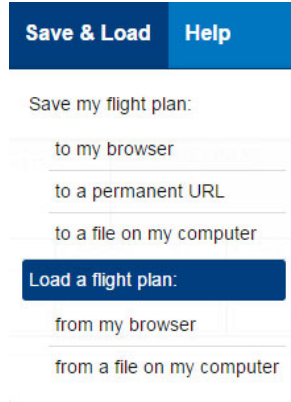 Save & Load Help
Save my flight plan:
to my browser
to a permanent URL
to a file on my computer
Load a flight plan:
from my browser
from a file on my computer